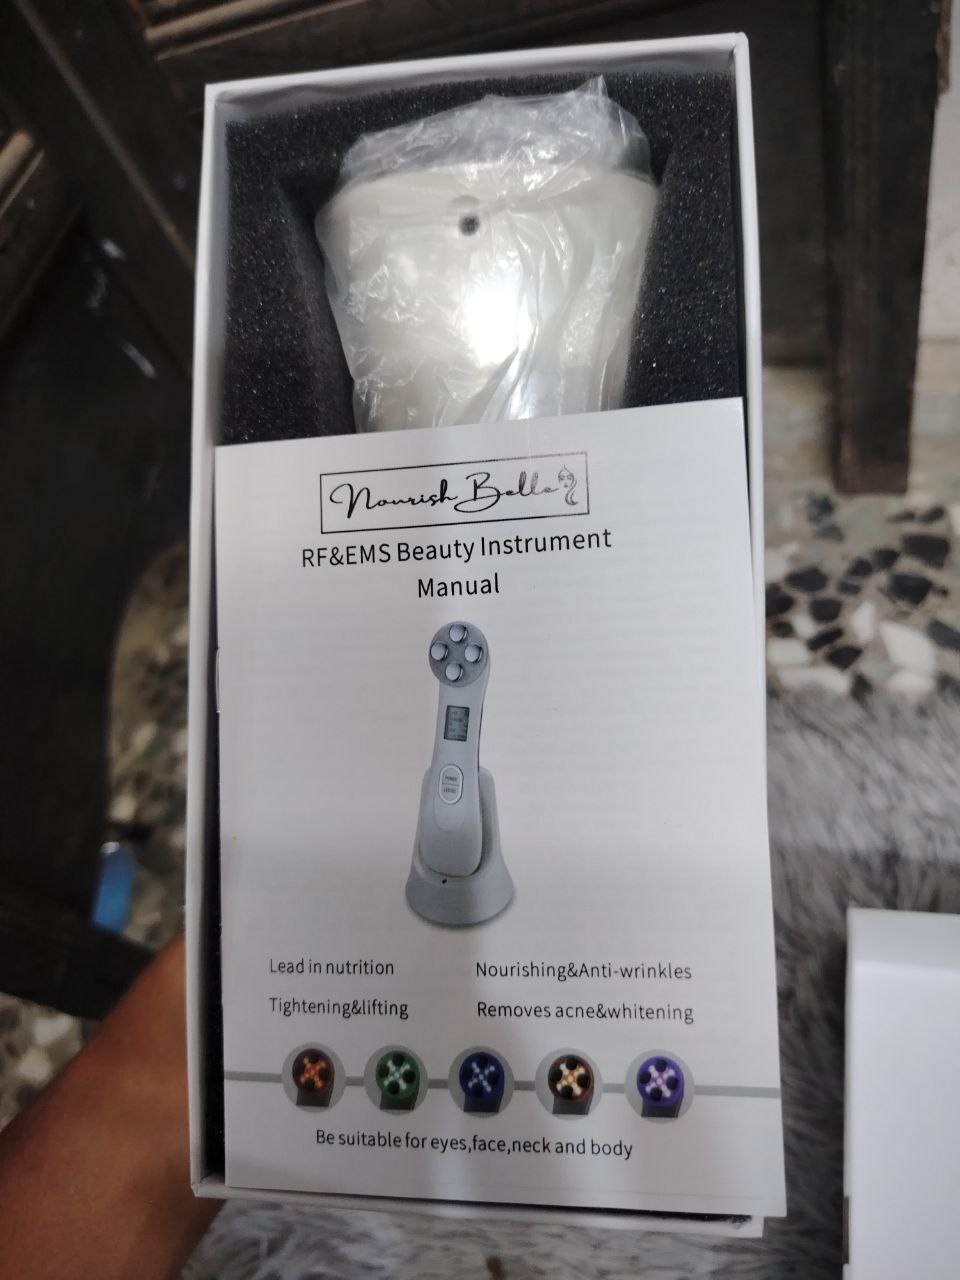 Nourish Belle
RF&EMS Beauty Instrument
Manual
POWER
Lead in nutrition
Nourishing&Anti-wrinkles
Tightening&lifting
Removes acne&whitening
Be suitable for eyes,face,neck and body